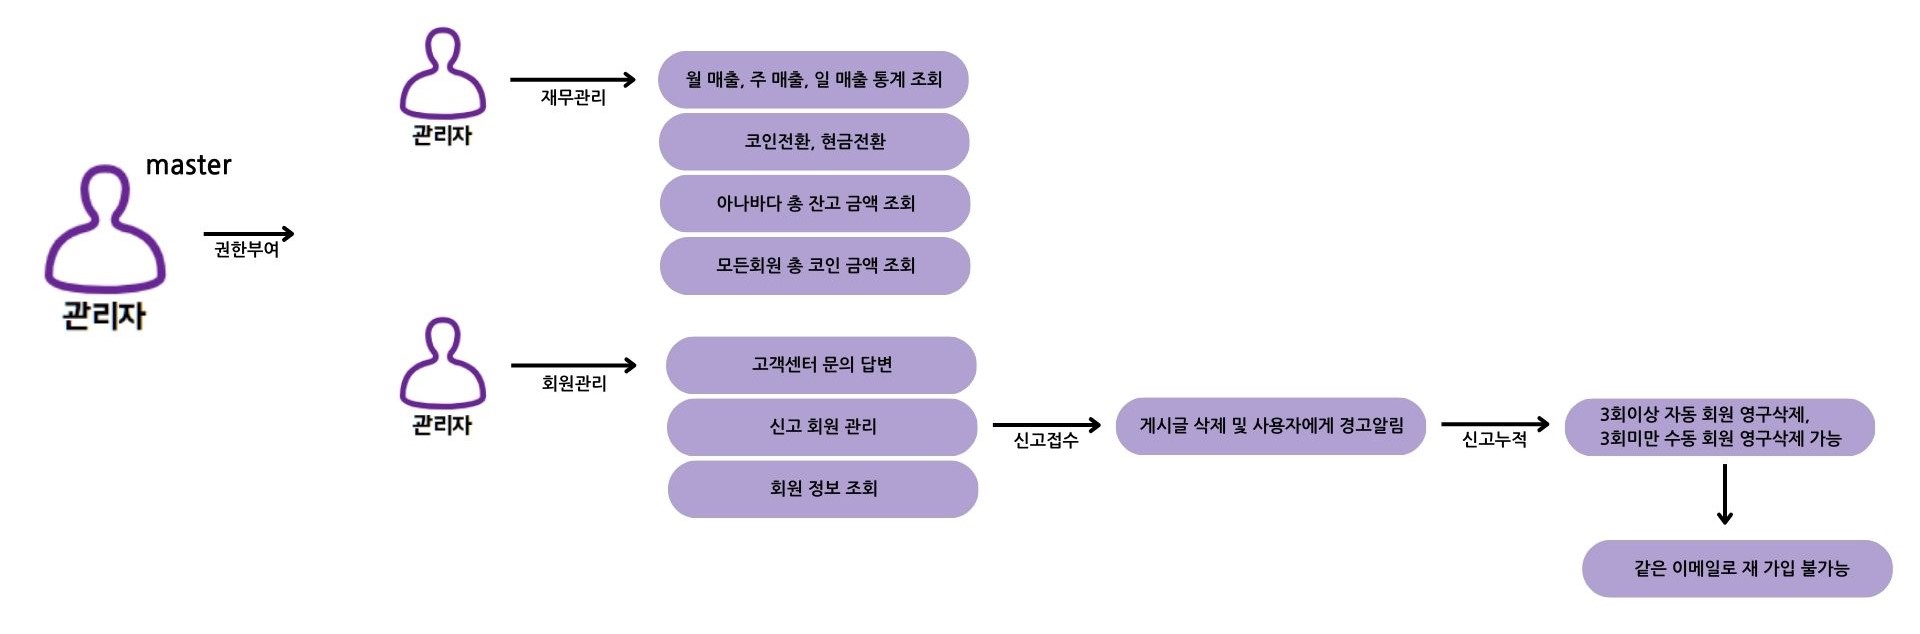 master
관리자
권한부여
관리자
재무관리
월 매출, 주 매출, 일 매출 통계 조회
코인전환, 현금전환
아나바다 총 잔고 금액 조회
모든회원 총 코인 금액 조회
관리자
회원관리
고객센터 문의 답변
신고 회원 관리
회원 정보 조회
신고접수
게시글 삭제 및 사용자에게 경고알림
신고누적
3회이상 자동 회원 영구삭제,
3회미만 수동 회원 영구삭제 가능
같은 이메일로 재 가입 불가능